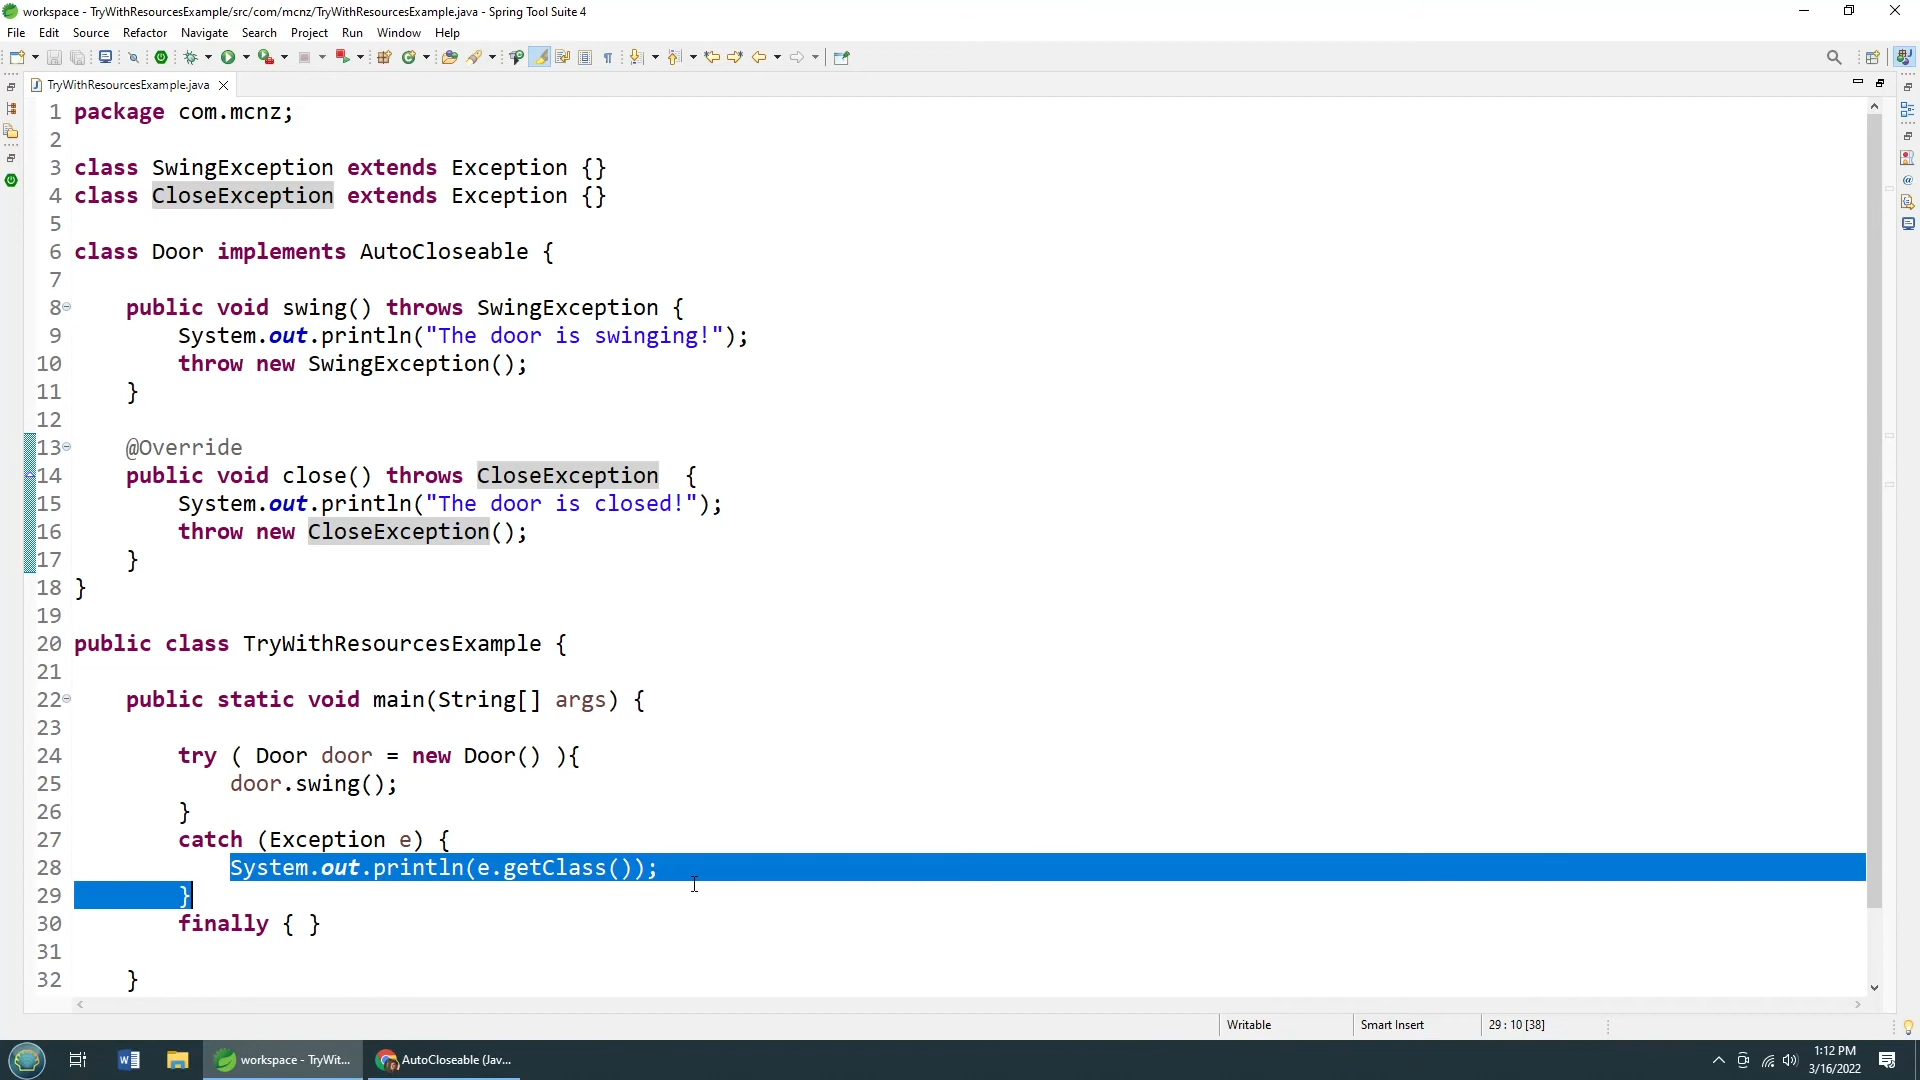 workspace - TryWithResourcesExample/src/com/mcnz/TryWithResourcesExample.java - Spring Tool Suite 4
File Edit Source Refactor Navigate Search Project Run Window Help
TryWithResourcesExample.java
1 package com.mcnz;
2
3 class SwingException extends Exception {}
4 class CloseException extends Exception {}
5
6 class Door implements AutoCloseable {
7
8 public void swing() throws SwingException {
9 System.out.println("The door is swinging!");
10 throw new SwingException();
11 }
12
13 @Override
14 public void close() throws CloseException {
15 System.out.println("The door is closed!");
16 throw new CloseException();
17 }
18 }
19
20 public class TryWithResourcesExample {
21
22 public static void main(String[] args) {
23
24 try ( Door door = new Door() ){
25 door.swing();
26 }
27 catch (Exception e) {
28 System.out.println(e.getClass());
29 }
30 finally { }
31
32 }
Writable Smart Insert 29 : 10 [38]
workspace - TryWit... AutoCloseable (Jav... 1:12 PM
3/16/2022